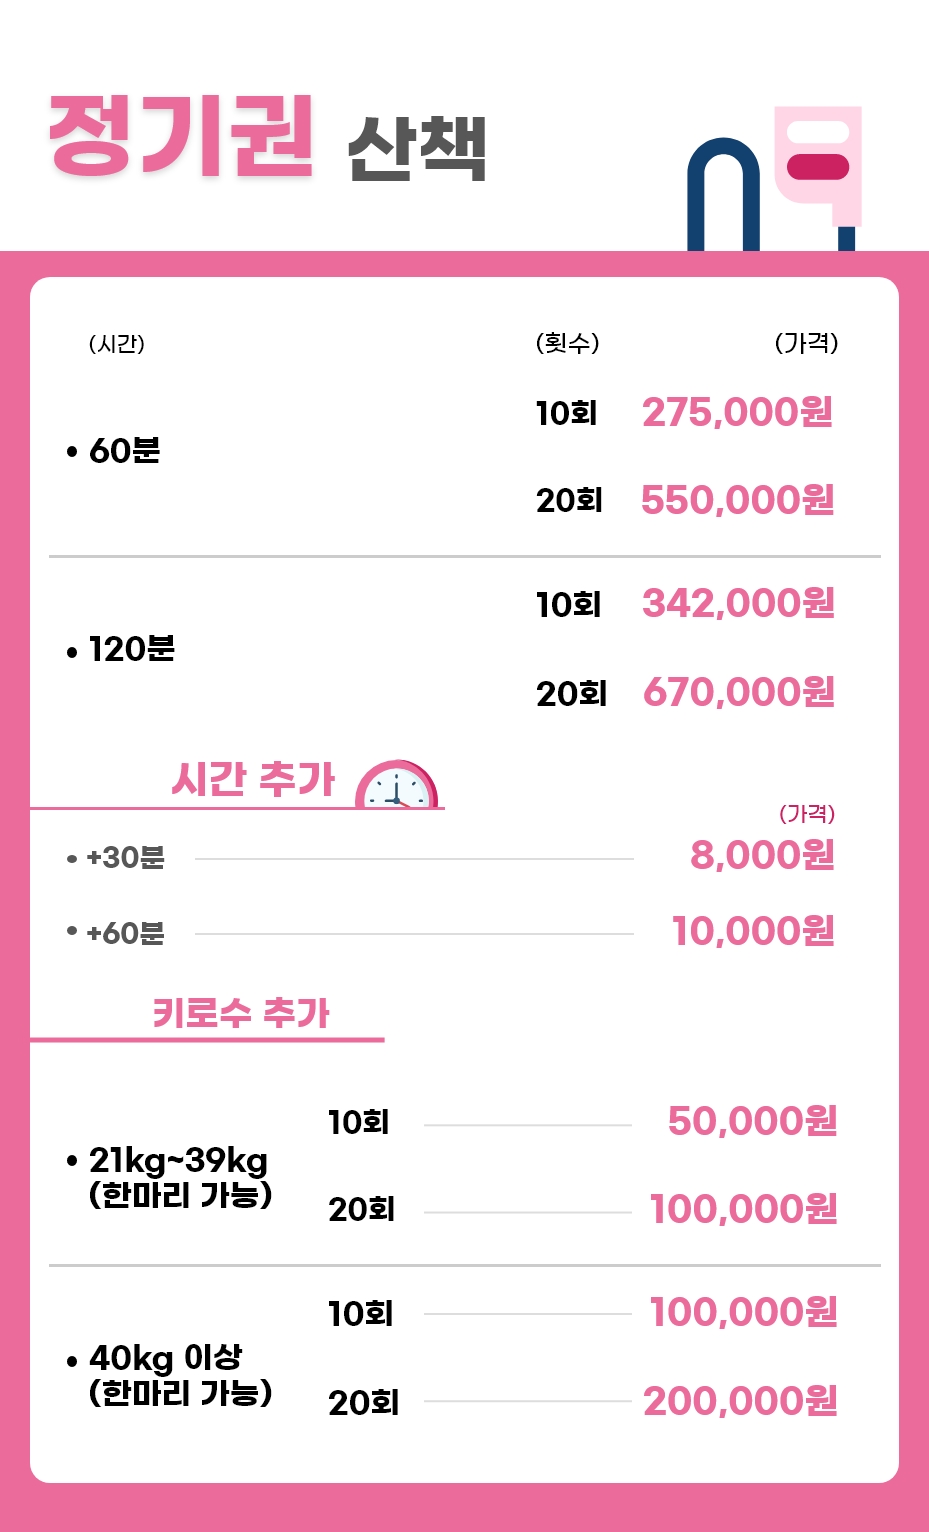 정기권 산책
(시간) (횟수) (가격)
10회 275,000원
• 60분
20회 550,000원
10회 342,000원
• 120분
20회 670,000원
시간 추가
(가격)
• +30분 8,000원
• +60분 10,000원
키로수 추가
10회 50,000원
• 21kg~39kg
(한마리 가능)
20회 100,000원
10회 100,000원
• 40kg 이상
(한마리 가능)
20회 200,000원